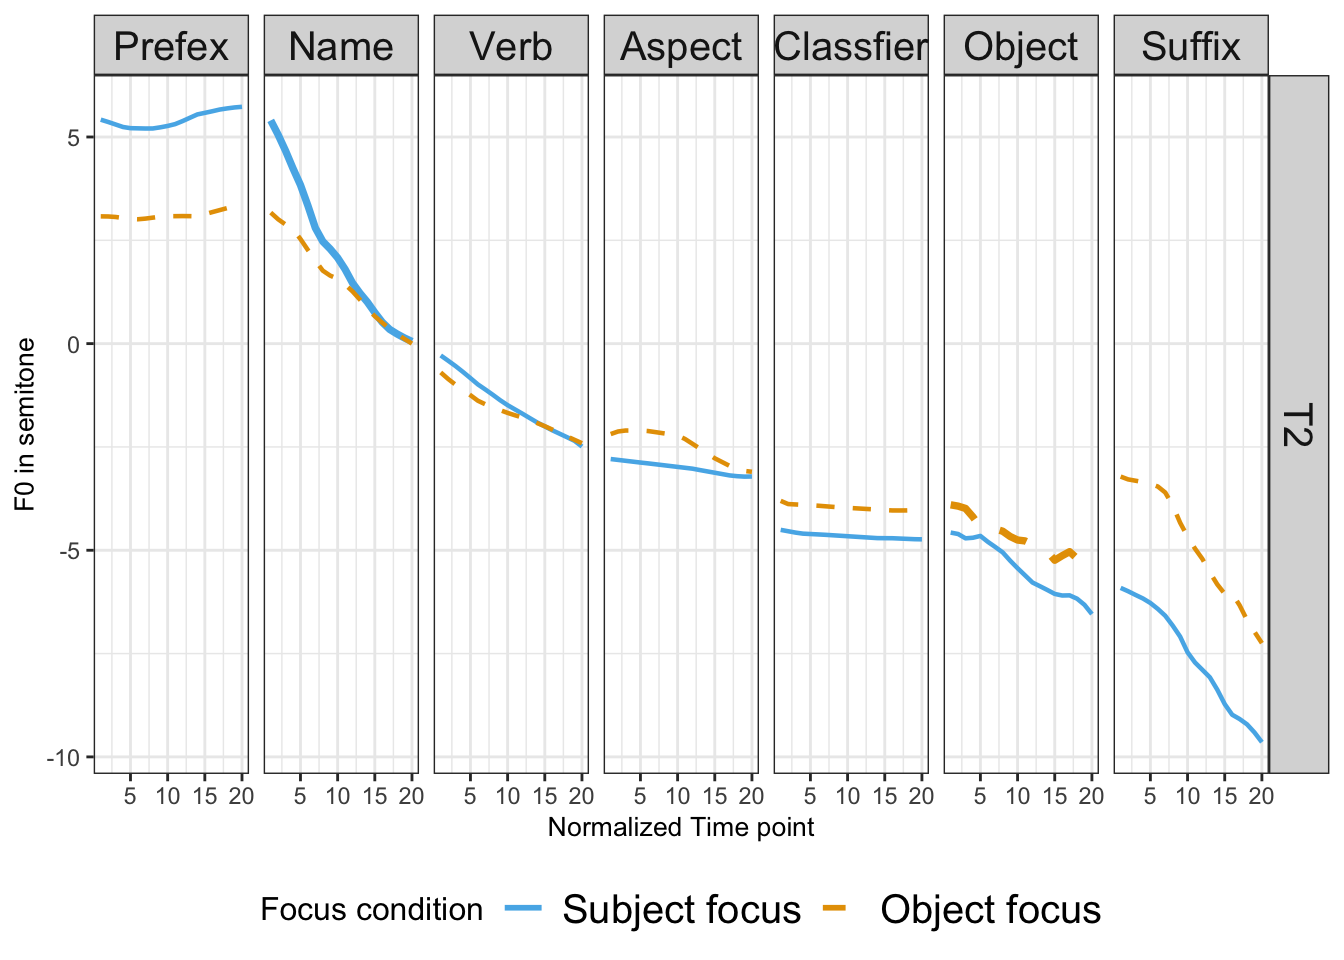 Prefex Name Verb Aspect Classfier Object Suffix
T2
5
0
-5
-10
F0 in semitone
5 10 15 20 5 10 15 20 5 10 15 20 5 10 15 20 5 10 15 20 5 10 15 20 5 10 15 20
Normalized Time point
Focus condition Subject focus Object focus